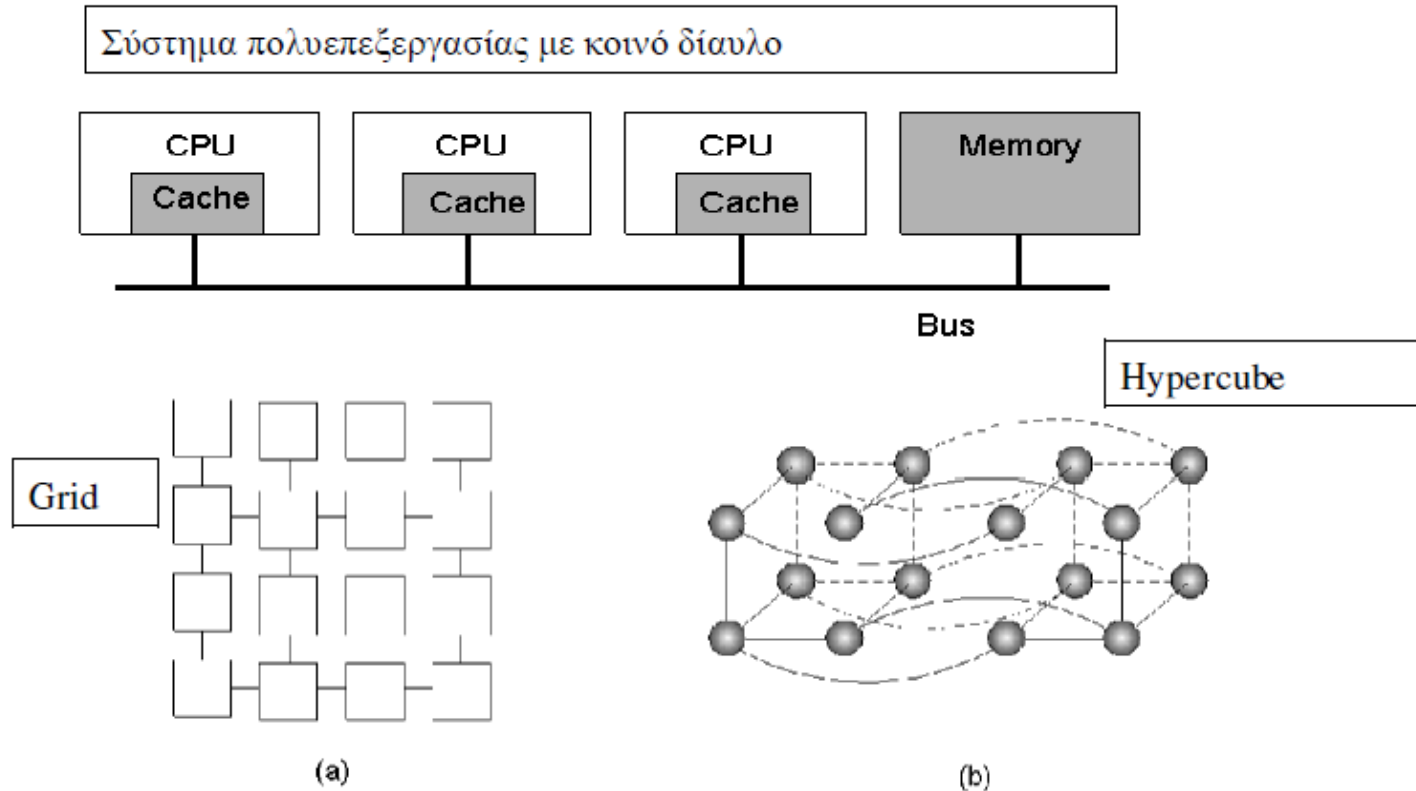 Σύστημα πολυεπεξεργασίας με κοινό δίαυλο
CPU
Cache
CPU
Cache
CPU
Cache
Memory
Bus
Hypercube
Grid
(a)
(b)